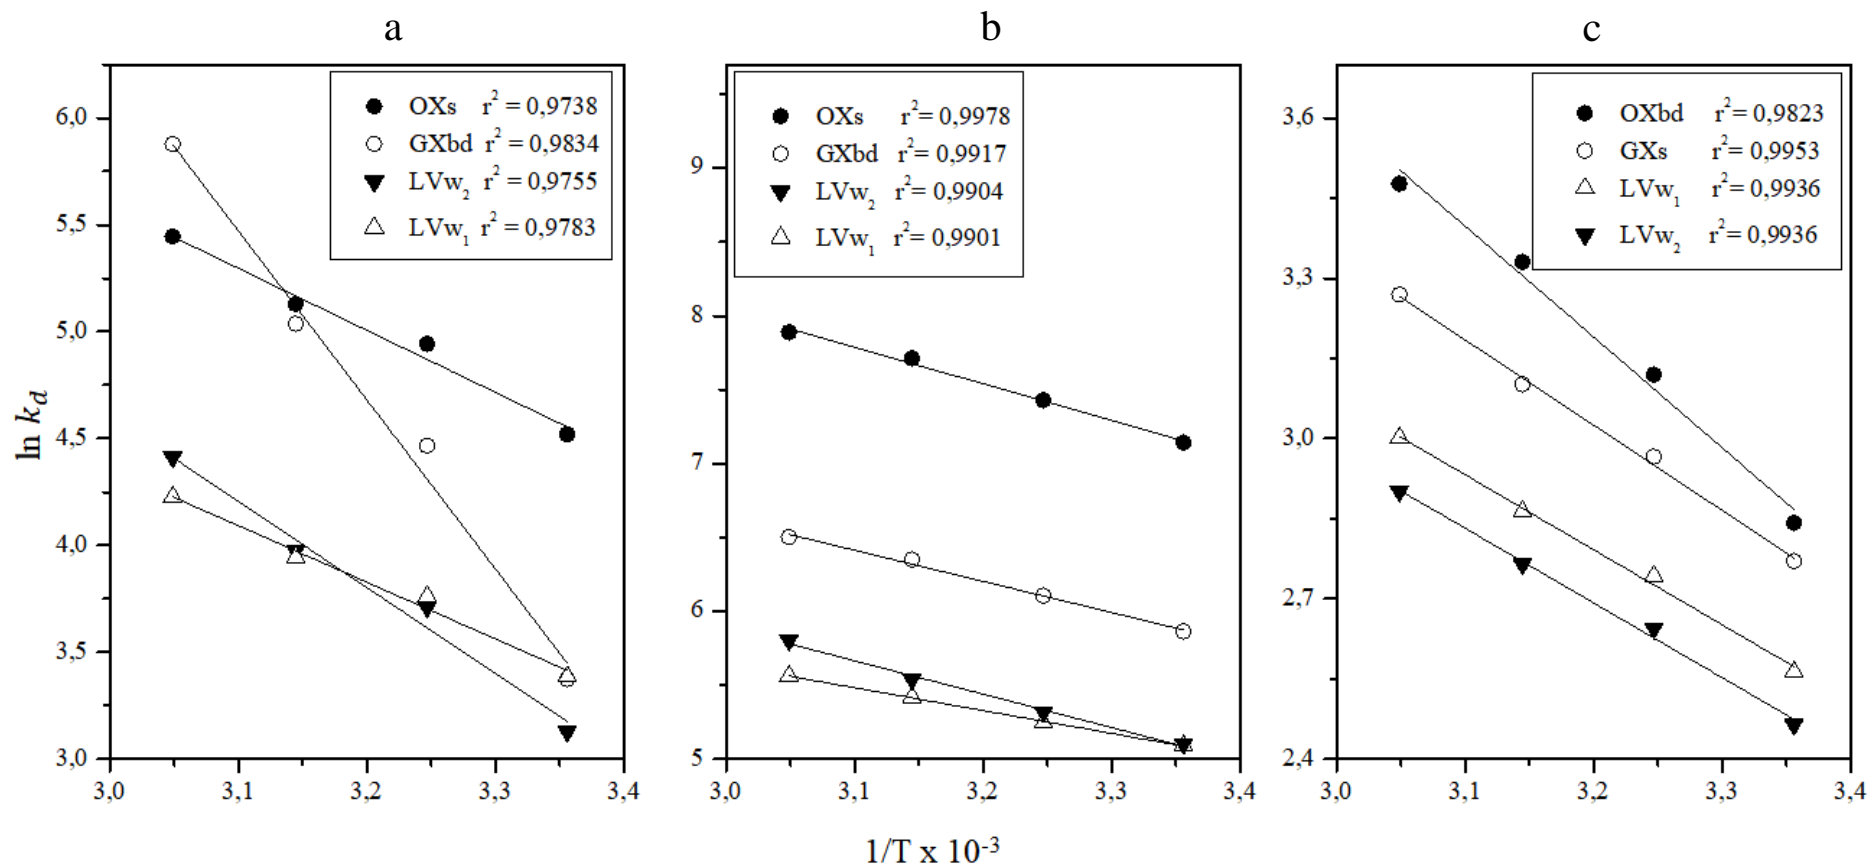 a
b
c
OXs r² = 0,9738
GXbd r² = 0,9834
LVw₂ r² = 0,9755
LVw₁ r² = 0,9783
OXs r²= 0,9978
GXbd r²= 0,9917
LVw₂ r²= 0,9904
LVw₁ r²= 0,9901
OXbd r²= 0,9823
GXs r²= 0,9953
LVw₁ r²= 0,9936
LVw₂ r²= 0,9936
ln k_d
6,0
5,5
5,0
4,5
4,0
3,5
3,0
9
8
7
6
5
3,6
3,3
3,0
2,7
2,4
3,0 3,1 3,2 3,3 3,4
3,0 3,1 3,2 3,3 3,4
3,0 3,1 3,2 3,3 3,4
1/T x 10⁻³